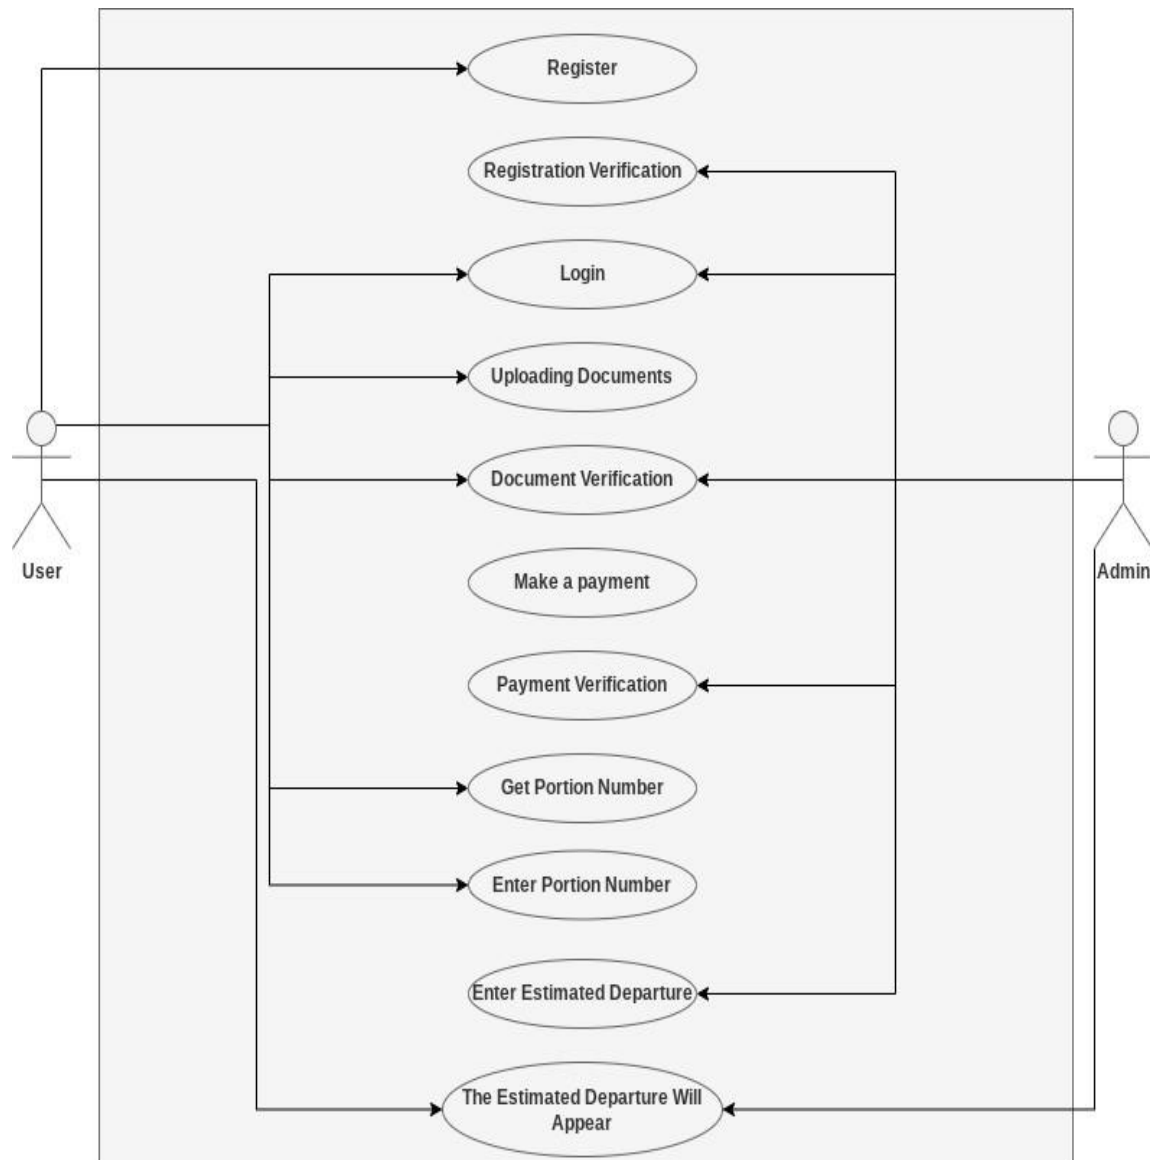 Register
Registration Verification
Login
Uploading Documents
Document Verification
User
Admin
Make a payment
Payment Verification
Get Portion Number
Enter Portion Number
Enter Estimated Departure
The Estimated Departure Will
Appear